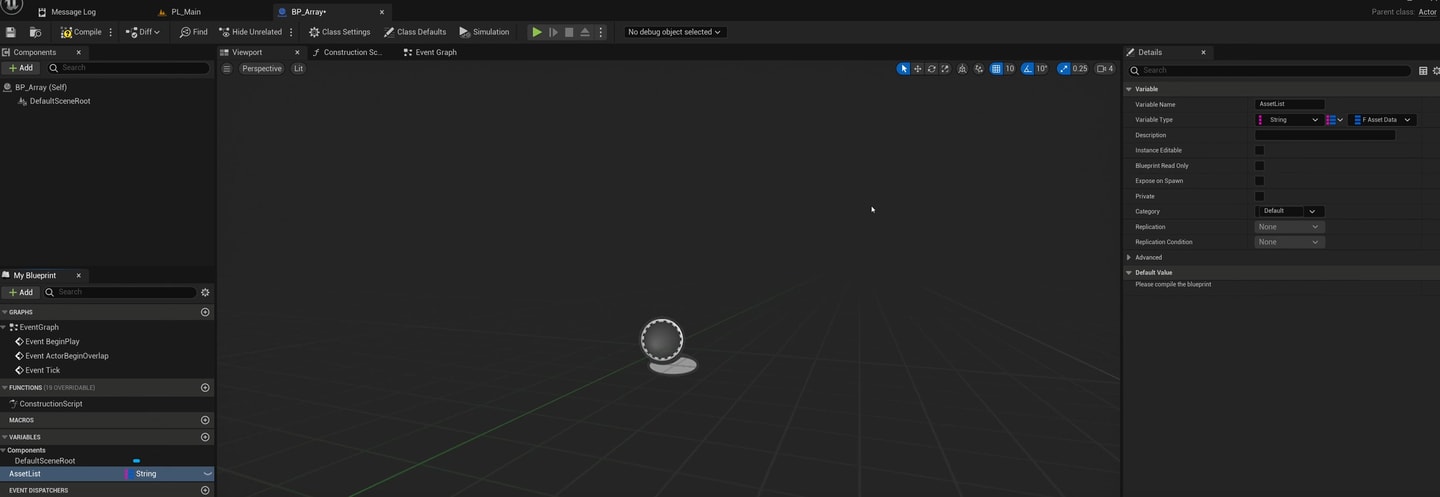 Message Log
PL_Main
BP_Array•
Parent class: Actor
Compile
Diff
Find
Hide Unrelated
Class Settings
Class Defaults
Simulation
No debug object selected
Components
Viewport
Construction Sc...
Event Graph
Details
Add
Search
Perspective
Lit
10
10°
0.25
4
Search
BP_Array (Self)
DefaultSceneRoot
Variable
Variable Name
AssetList
Variable Type
String
F Asset Data
Description
Instance Editable
Blueprint Read Only
Expose on Spawn
Private
Category
Default
Replication
None
Replication Condition
None
Advanced
Default Value
Please compile the blueprint
My Blueprint
Add
Search
GRAPHS
EventGraph
Event BeginPlay
Event ActorBeginOverlap
Event Tick
FUNCTIONS (19 OVERRIDABLE)
ConstructionScript
MACROS
VARIABLES
Components
DefaultSceneRoot
AssetList
String
EVENT DISPATCHERS